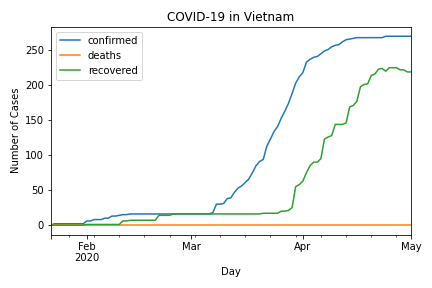 COVID-19 in Vietnam
confirmed
deaths
recovered
Number of Cases
250
200
150
100
50
0
Feb
2020
Mar
Apr
May
Day